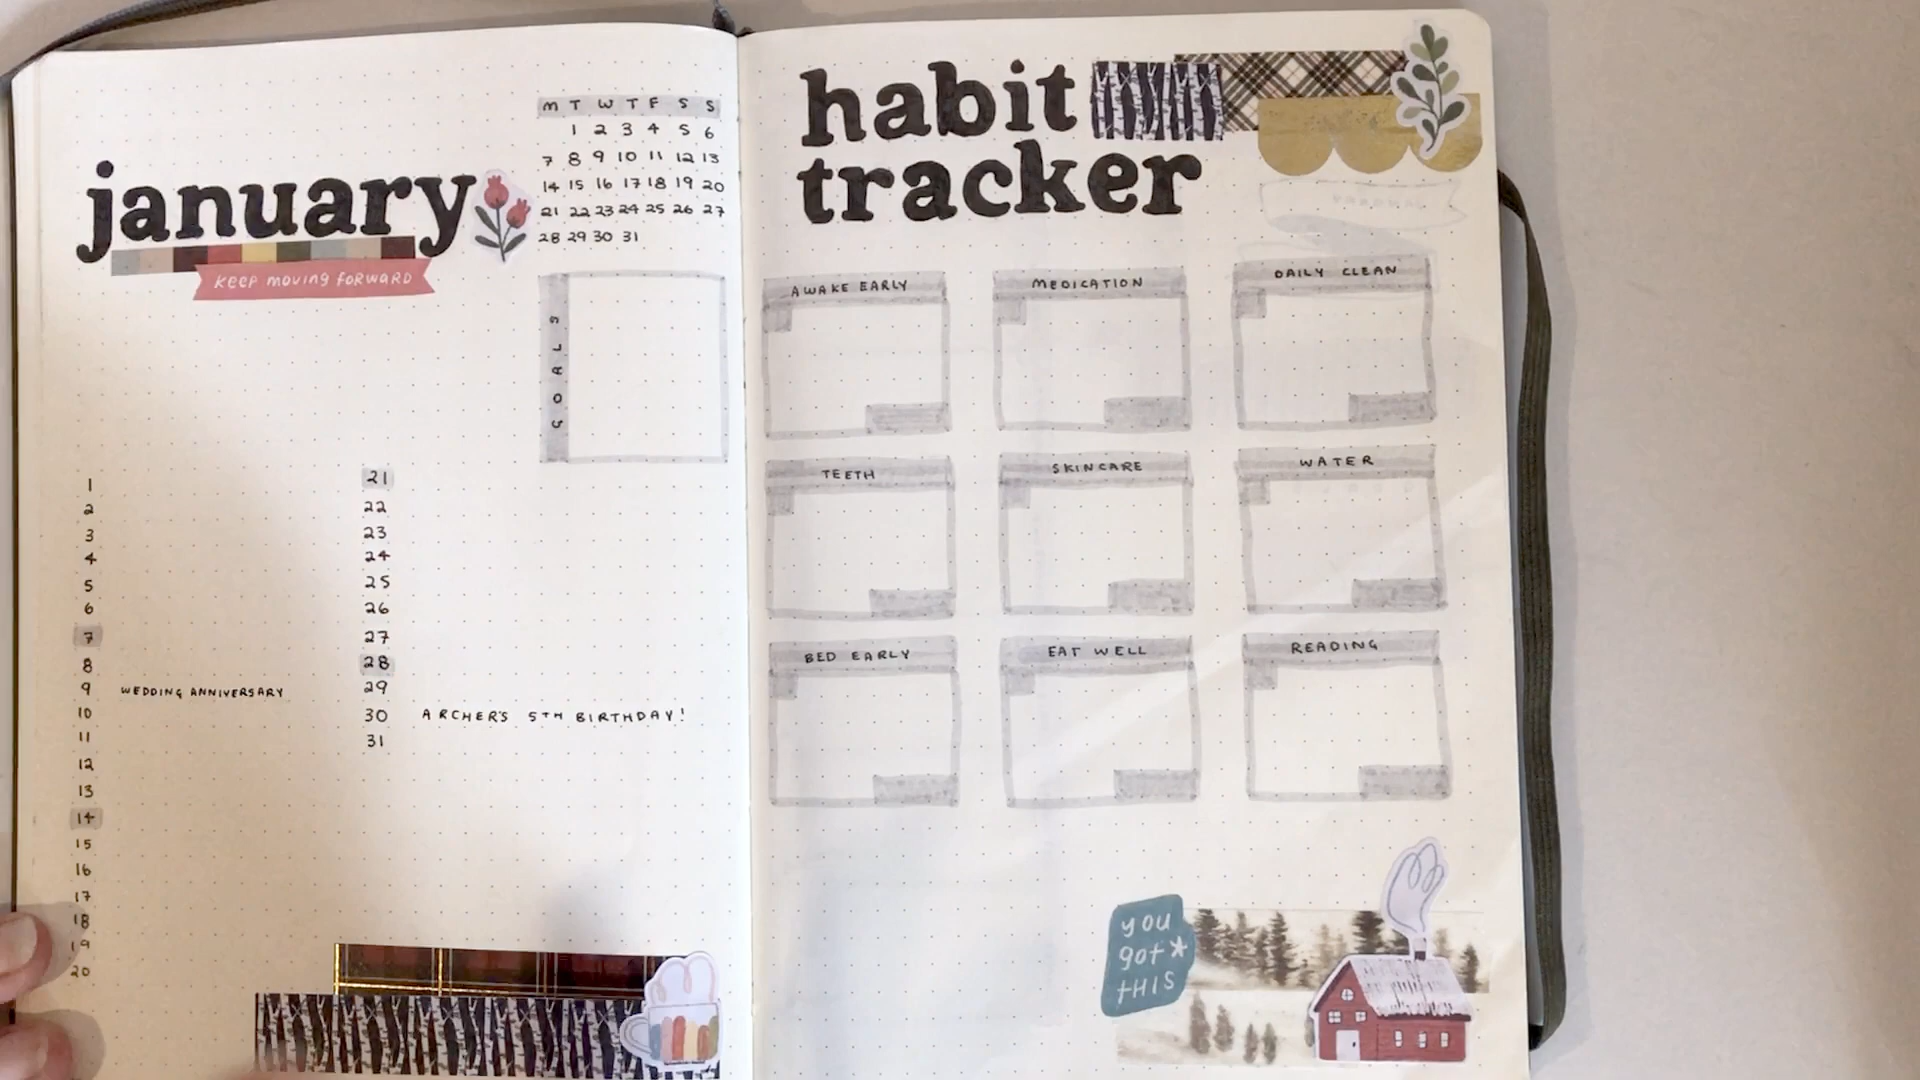 january
keep moving forward
M T W T F S S
1 2 3 4 5 6
7 8 9 10 11 12 13
14 15 16 17 18 19 20
21 22 23 24 25 26 27
28 29 30 31
GOALS
1
2
3
4
5
6
7
8
9 WEDDING ANNIVERSARY
10
11
12
13
14
15
16
17
18
19
20
21
22
23
24
25
26
27
28
29
30 ARCHER'S 5TH BIRTHDAY!
31
habit
tracker
AWAKE EARLY
MEDICATION
DAILY CLEAN
TEETH
SKINCARE
WATER
BED EARLY
EAT WELL
READING
you
got*
THIS